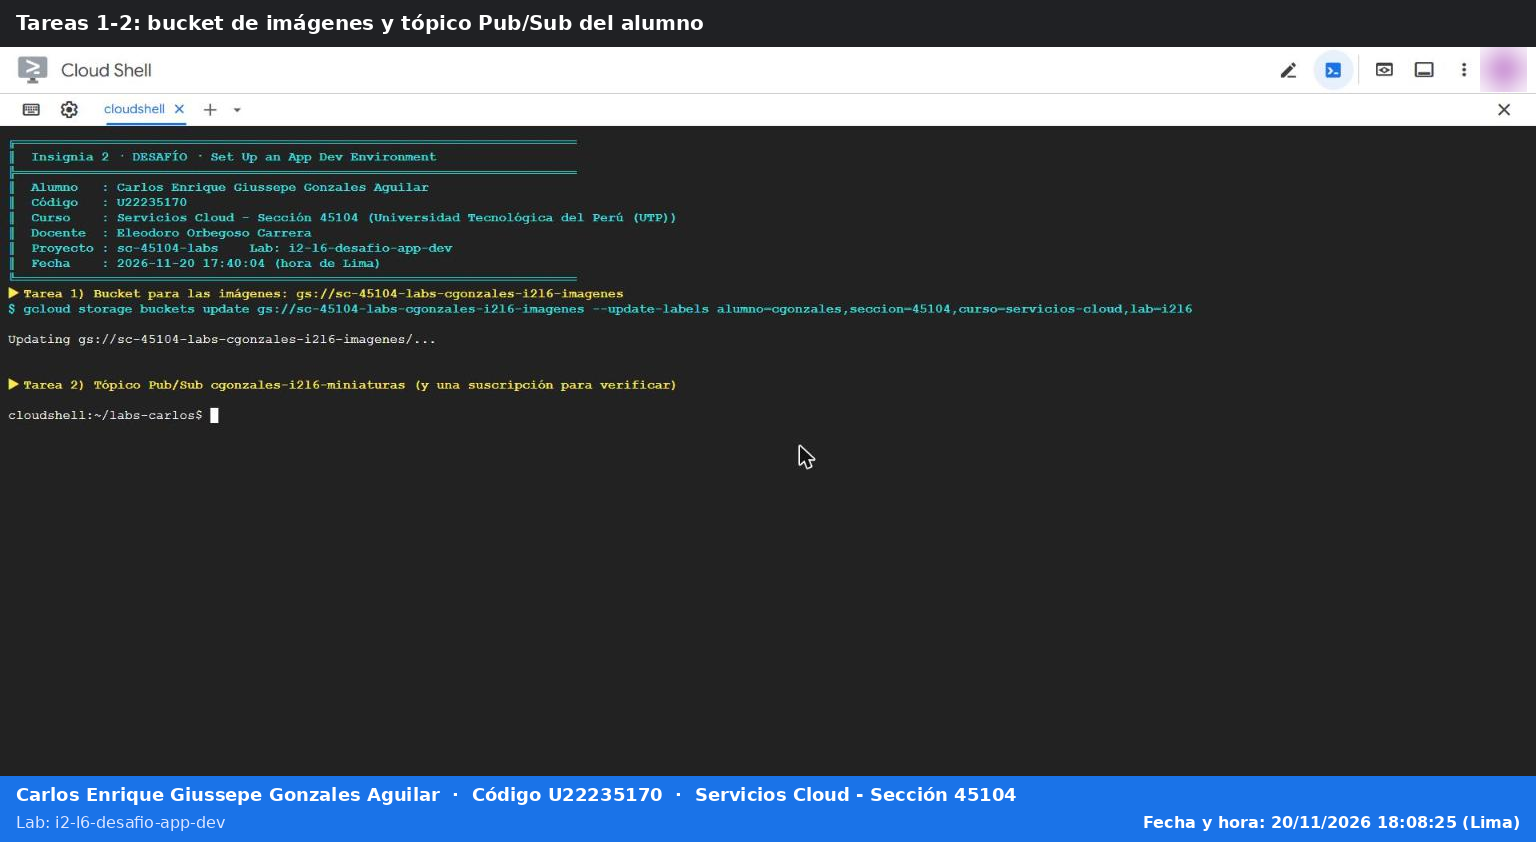 Tareas 1-2: bucket de imágenes y tópico Pub/Sub del alumno
Cloud Shell
cloudshell
Insignia 2 · DESAFÍO · Set Up an App Dev Environment
Alumno : Carlos Enrique Giussepe Gonzales Aguilar
Código : U22235170
Curso : Servicios Cloud - Sección 45104 (Universidad Tecnológica del Perú (UTP))
Docente : Eleodoro Orbegoso Carrera
Proyecto : sc-45104-labs Lab: i2-l6-desafio-app-dev
Fecha : 2026-11-20 17:40:04 (hora de Lima)
▶ Tarea 1) Bucket para las imágenes: gs://sc-45104-labs-cgonzales-i2l6-imagenes
$ gcloud storage buckets update gs://sc-45104-labs-cgonzales-i2l6-imagenes --update-labels alumno=cgonzales,seccion=45104,curso=servicios-cloud,lab=i2l6
Updating gs://sc-45104-labs-cgonzales-i2l6-imagenes/...
▶ Tarea 2) Tópico Pub/Sub cgonzales-i2l6-miniaturas (y una suscripción para verificar)
cloudshell:~/labs-carlos$
Carlos Enrique Giussepe Gonzales Aguilar · Código U22235170 · Servicios Cloud - Sección 45104
Lab: i2-l6-desafio-app-dev
Fecha y hora: 20/11/2026 18:08:25 (Lima)